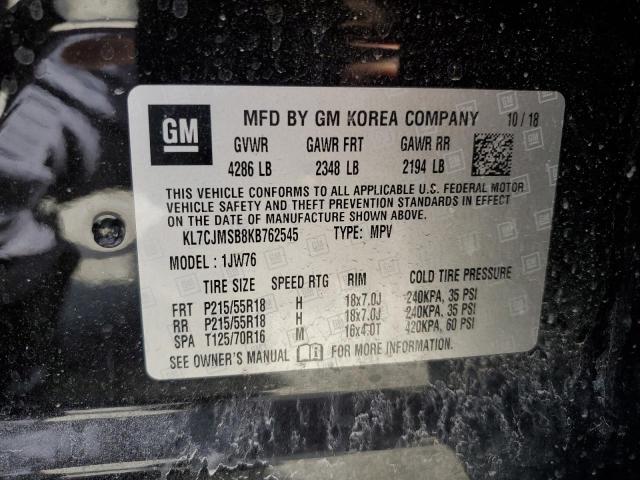 GM
MFD BY GM KOREA COMPANY 10/18
GVWR GAWR FRT GAWR RR
4286 LB 2348 LB 2194 LB
THIS VEHICLE CONFORMS TO ALL APPLICABLE U.S. FEDERAL MOTOR
VEHICLE SAFETY AND THEFT PREVENTION STANDARDS IN EFFECT
ON THE DATE OF MANUFACTURE SHOWN ABOVE.
KL7CJMSB8KB762545 TYPE: MPV
MODEL: 1JW76
TIRE SIZE SPEED RTG RIM COLD TIRE PRESSURE
FRT P215/55R18 H 18x7.0J 240KPA, 35 PSI
RR P215/55R18 H 18x7.0J 240KPA, 35 PSI
SPA T125/70R16 M 16x4.0T 420KPA, 60 PSI
SEE OWNER'S MANUAL FOR MORE INFORMATION.